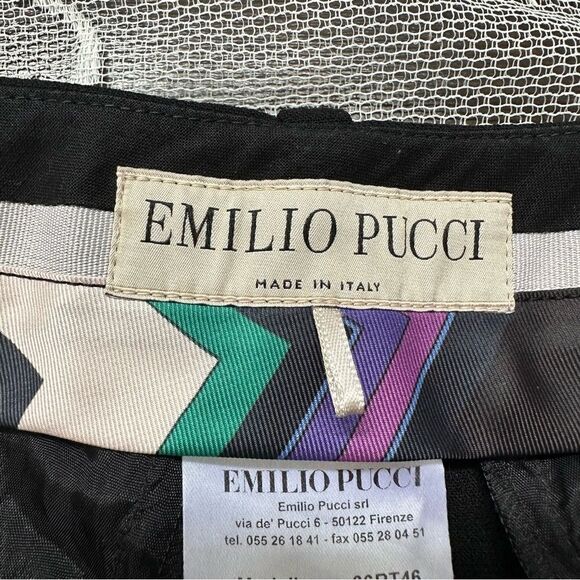 EMILIO PUCCI
MADE IN ITALY
EMILIO PUCCI
Emilio Pucci srl
via de' Pucci 6 - 50122 Firenze
tel. 055 26 18 41 - fax 055 28 04 51